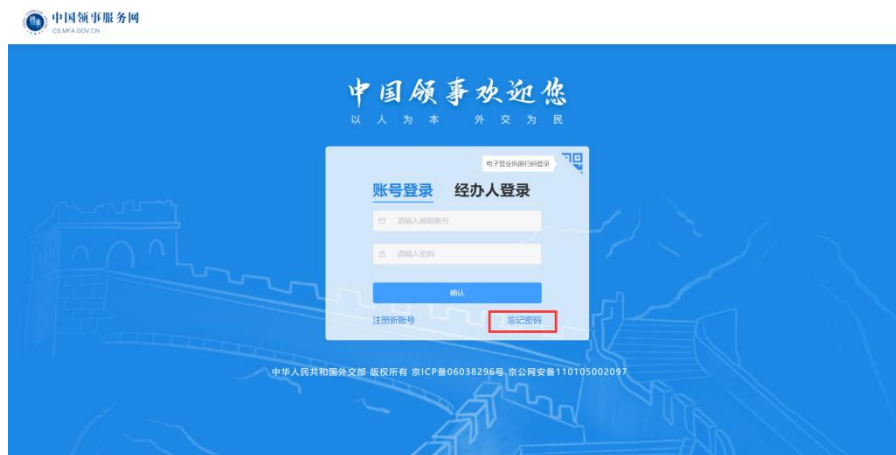 中国领事服务网
CS.MFA.GOV.CN
中国领事欢迎您
以人为本 外交为民
电子营业执照扫码登录
账号登录 经办人登录
请输入邮箱账号
请输入密码
确认
注册新账号 忘记密码
中华人民共和国外交部 版权所有 京ICP备06038296号 京公网安备110105002097